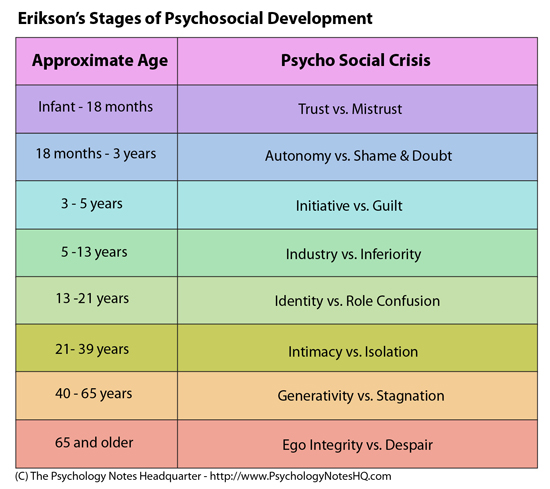 Erikson’s Stages of Psychosocial Development
Approximate Age Psycho Social Crisis
Infant - 18 months Trust vs. Mistrust
18 months - 3 years Autonomy vs. Shame & Doubt
3 - 5 years Initiative vs. Guilt
5 -13 years Industry vs. Inferiority
13 -21 years Identity vs. Role Confusion
21- 39 years Intimacy vs. Isolation
40 - 65 years Generativity vs. Stagnation
65 and older Ego Integrity vs. Despair
(C) The Psychology Notes Headquarter - http://www.PsychologyNotesHQ.com